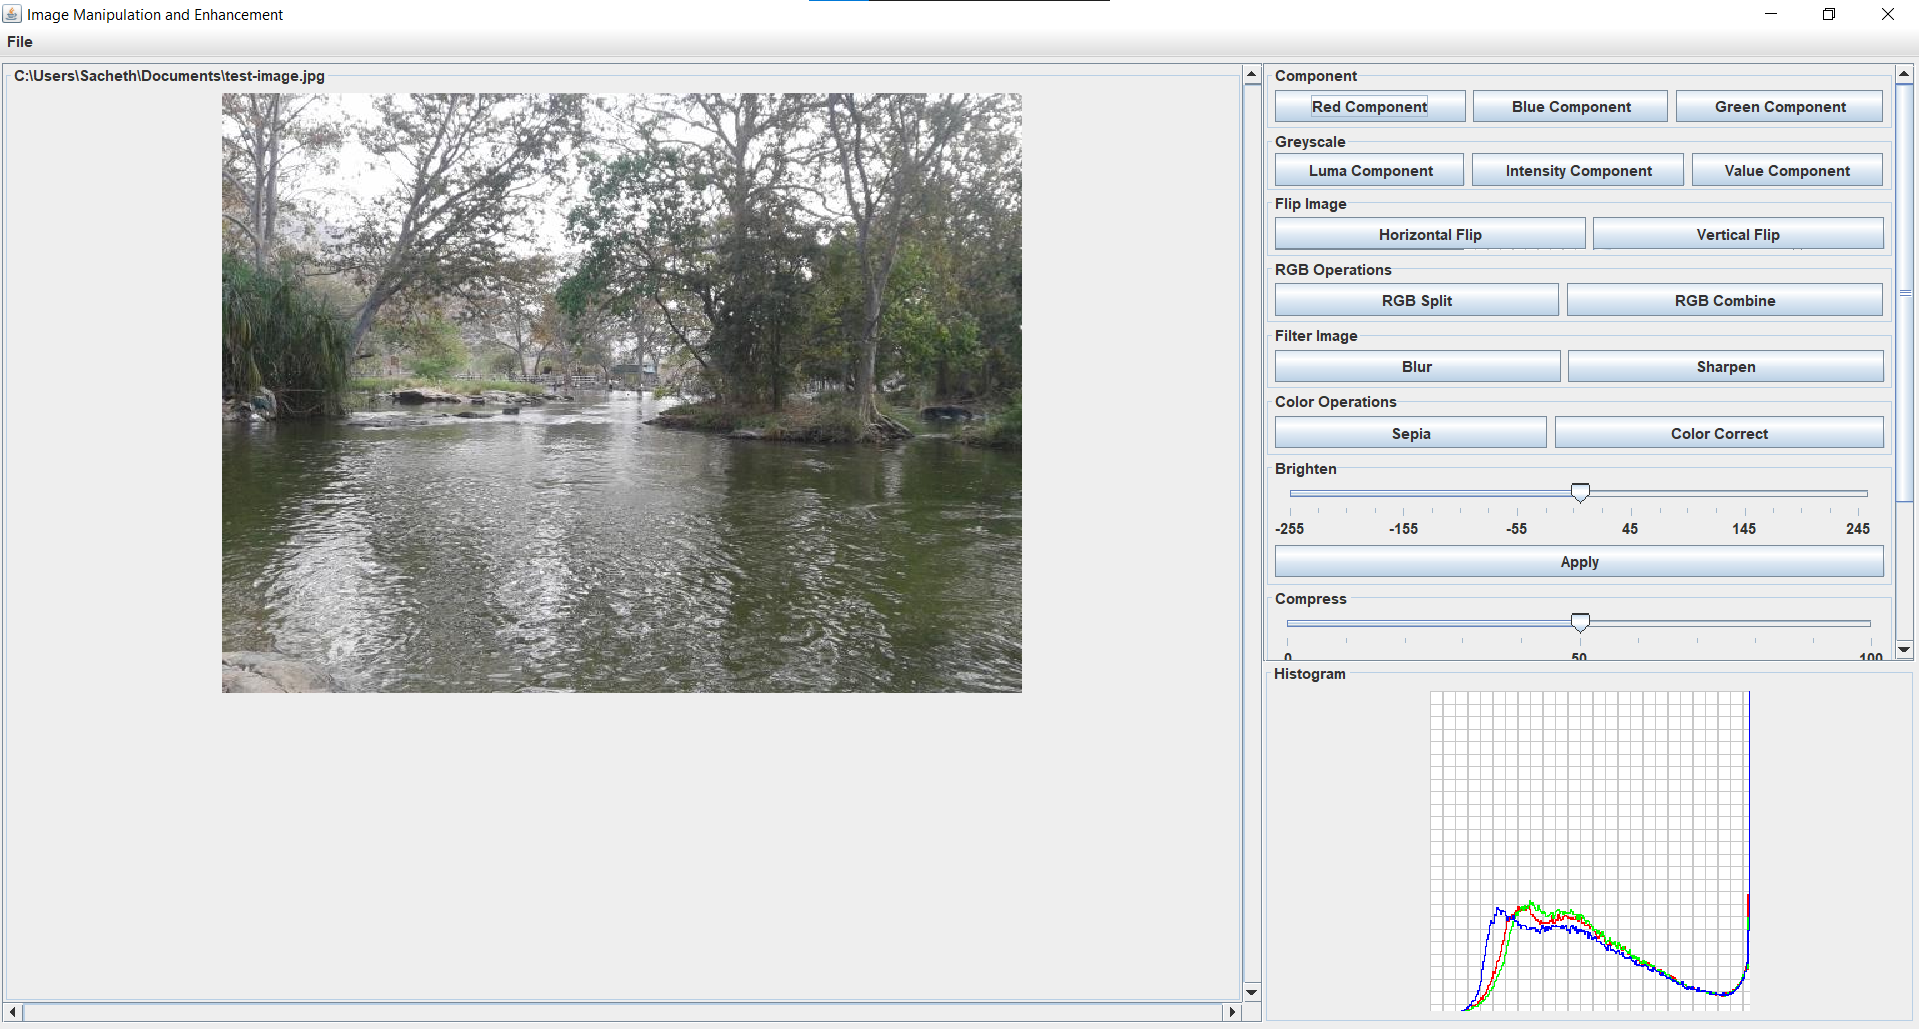 Image Manipulation and Enhancement
File
C:\Users\Sacheth\Documents\test-image.jpg
Component
Red Component Blue Component Green Component
Greyscale
Luma Component Intensity Component Value Component
Flip Image
Horizontal Flip Vertical Flip
RGB Operations
RGB Split RGB Combine
Filter Image
Blur Sharpen
Color Operations
Sepia Color Correct
Brighten
-255 -155 -55 45 145 245
Apply
Compress
0 50 100
Histogram